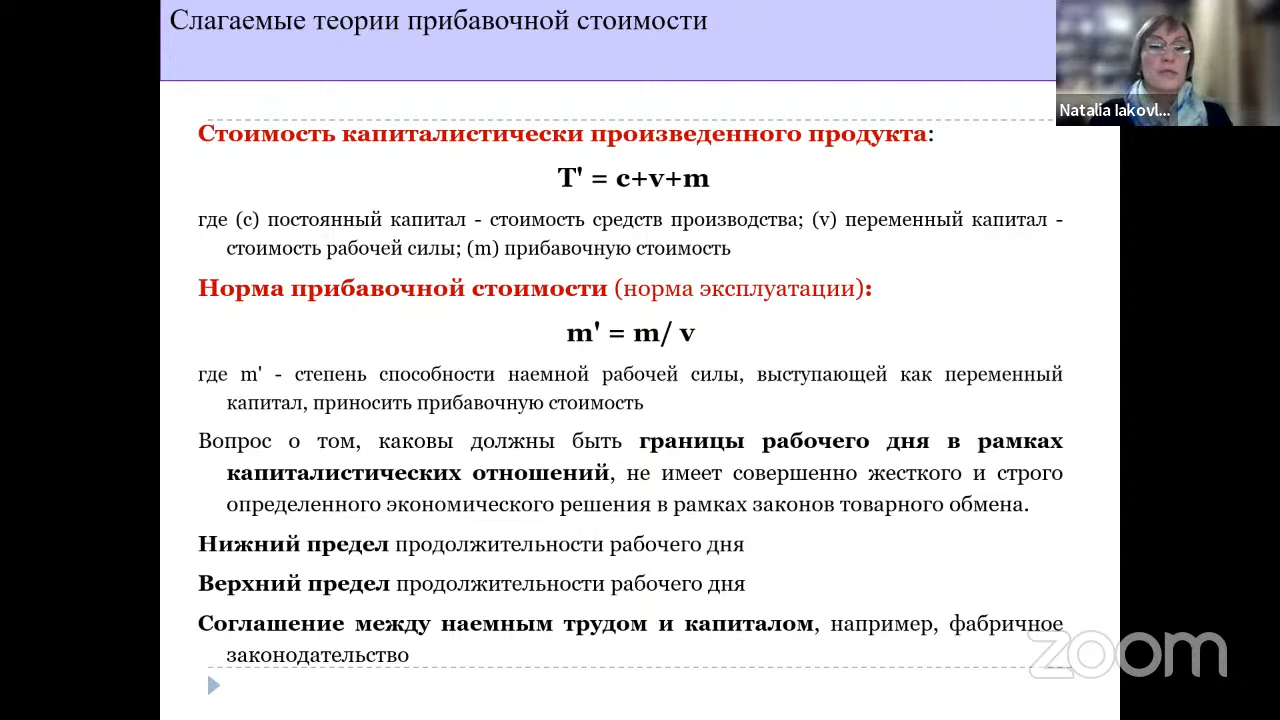 Слагаемые теории прибавочной стоимости
Natalia Iakovl...
Стоимость капиталистически произведенного продукта:
Т' = c+v+m
где (с) постоянный капитал - стоимость средств производства; (v) переменный капитал -
стоимость рабочей силы; (m) прибавочную стоимость
Норма прибавочной стоимости (норма эксплуатации):
m' = m/ v
где m' - степень способности наемной рабочей силы, выступающей как переменный
капитал, приносить прибавочную стоимость
Вопрос о том, каковы должны быть границы рабочего дня в рамках
капиталистических отношений, не имеет совершенно жесткого и строго
определенного экономического решения в рамках законов товарного обмена.
Нижний предел продолжительности рабочего дня
Верхний предел продолжительности рабочего дня
Соглашение между наемным трудом и капиталом, например, фабричное
законодательство
zoom